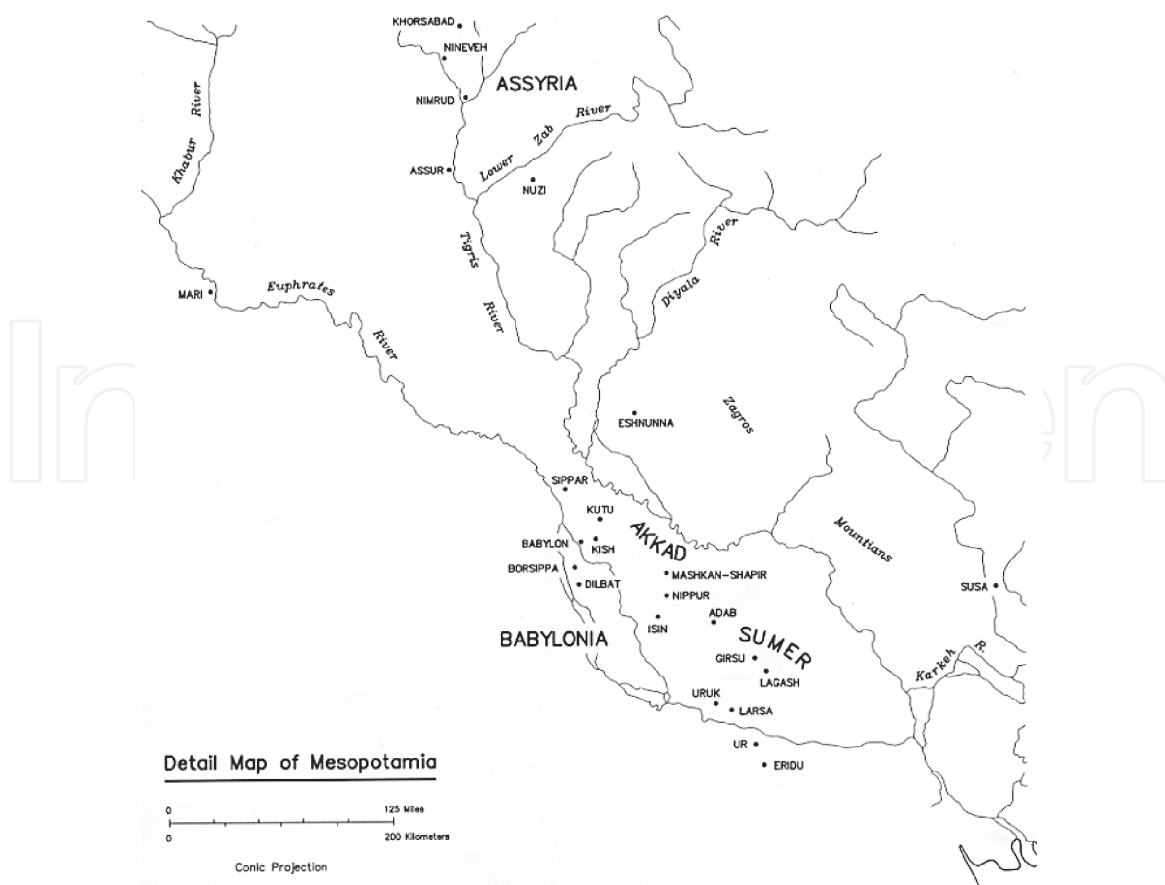 KHORSABAD
NINEVEH
ASSYRIA
NIMRUD
Khabur River
Lower Zab River
ASSUR
NUZI
Tigris River
Diyala River
MARI
Euphrates River
ESHNUNNA
Zagros
Mountians
SIPPAR
KUTU
AKKAD
BABYLON
KISH
BORSIPPA
DILBAT
MASHKAN-SHAPIR
NIPPUR
SUSA
ISIN
ADAB
BABYLONIA
SUMER
GIRSU
LAGASH
Karkeh R.
URUK
LARSA
UR
ERIDU
Detail Map of Mesopotamia
0 125 Miles
0 200 Kilometers
Conic Projection